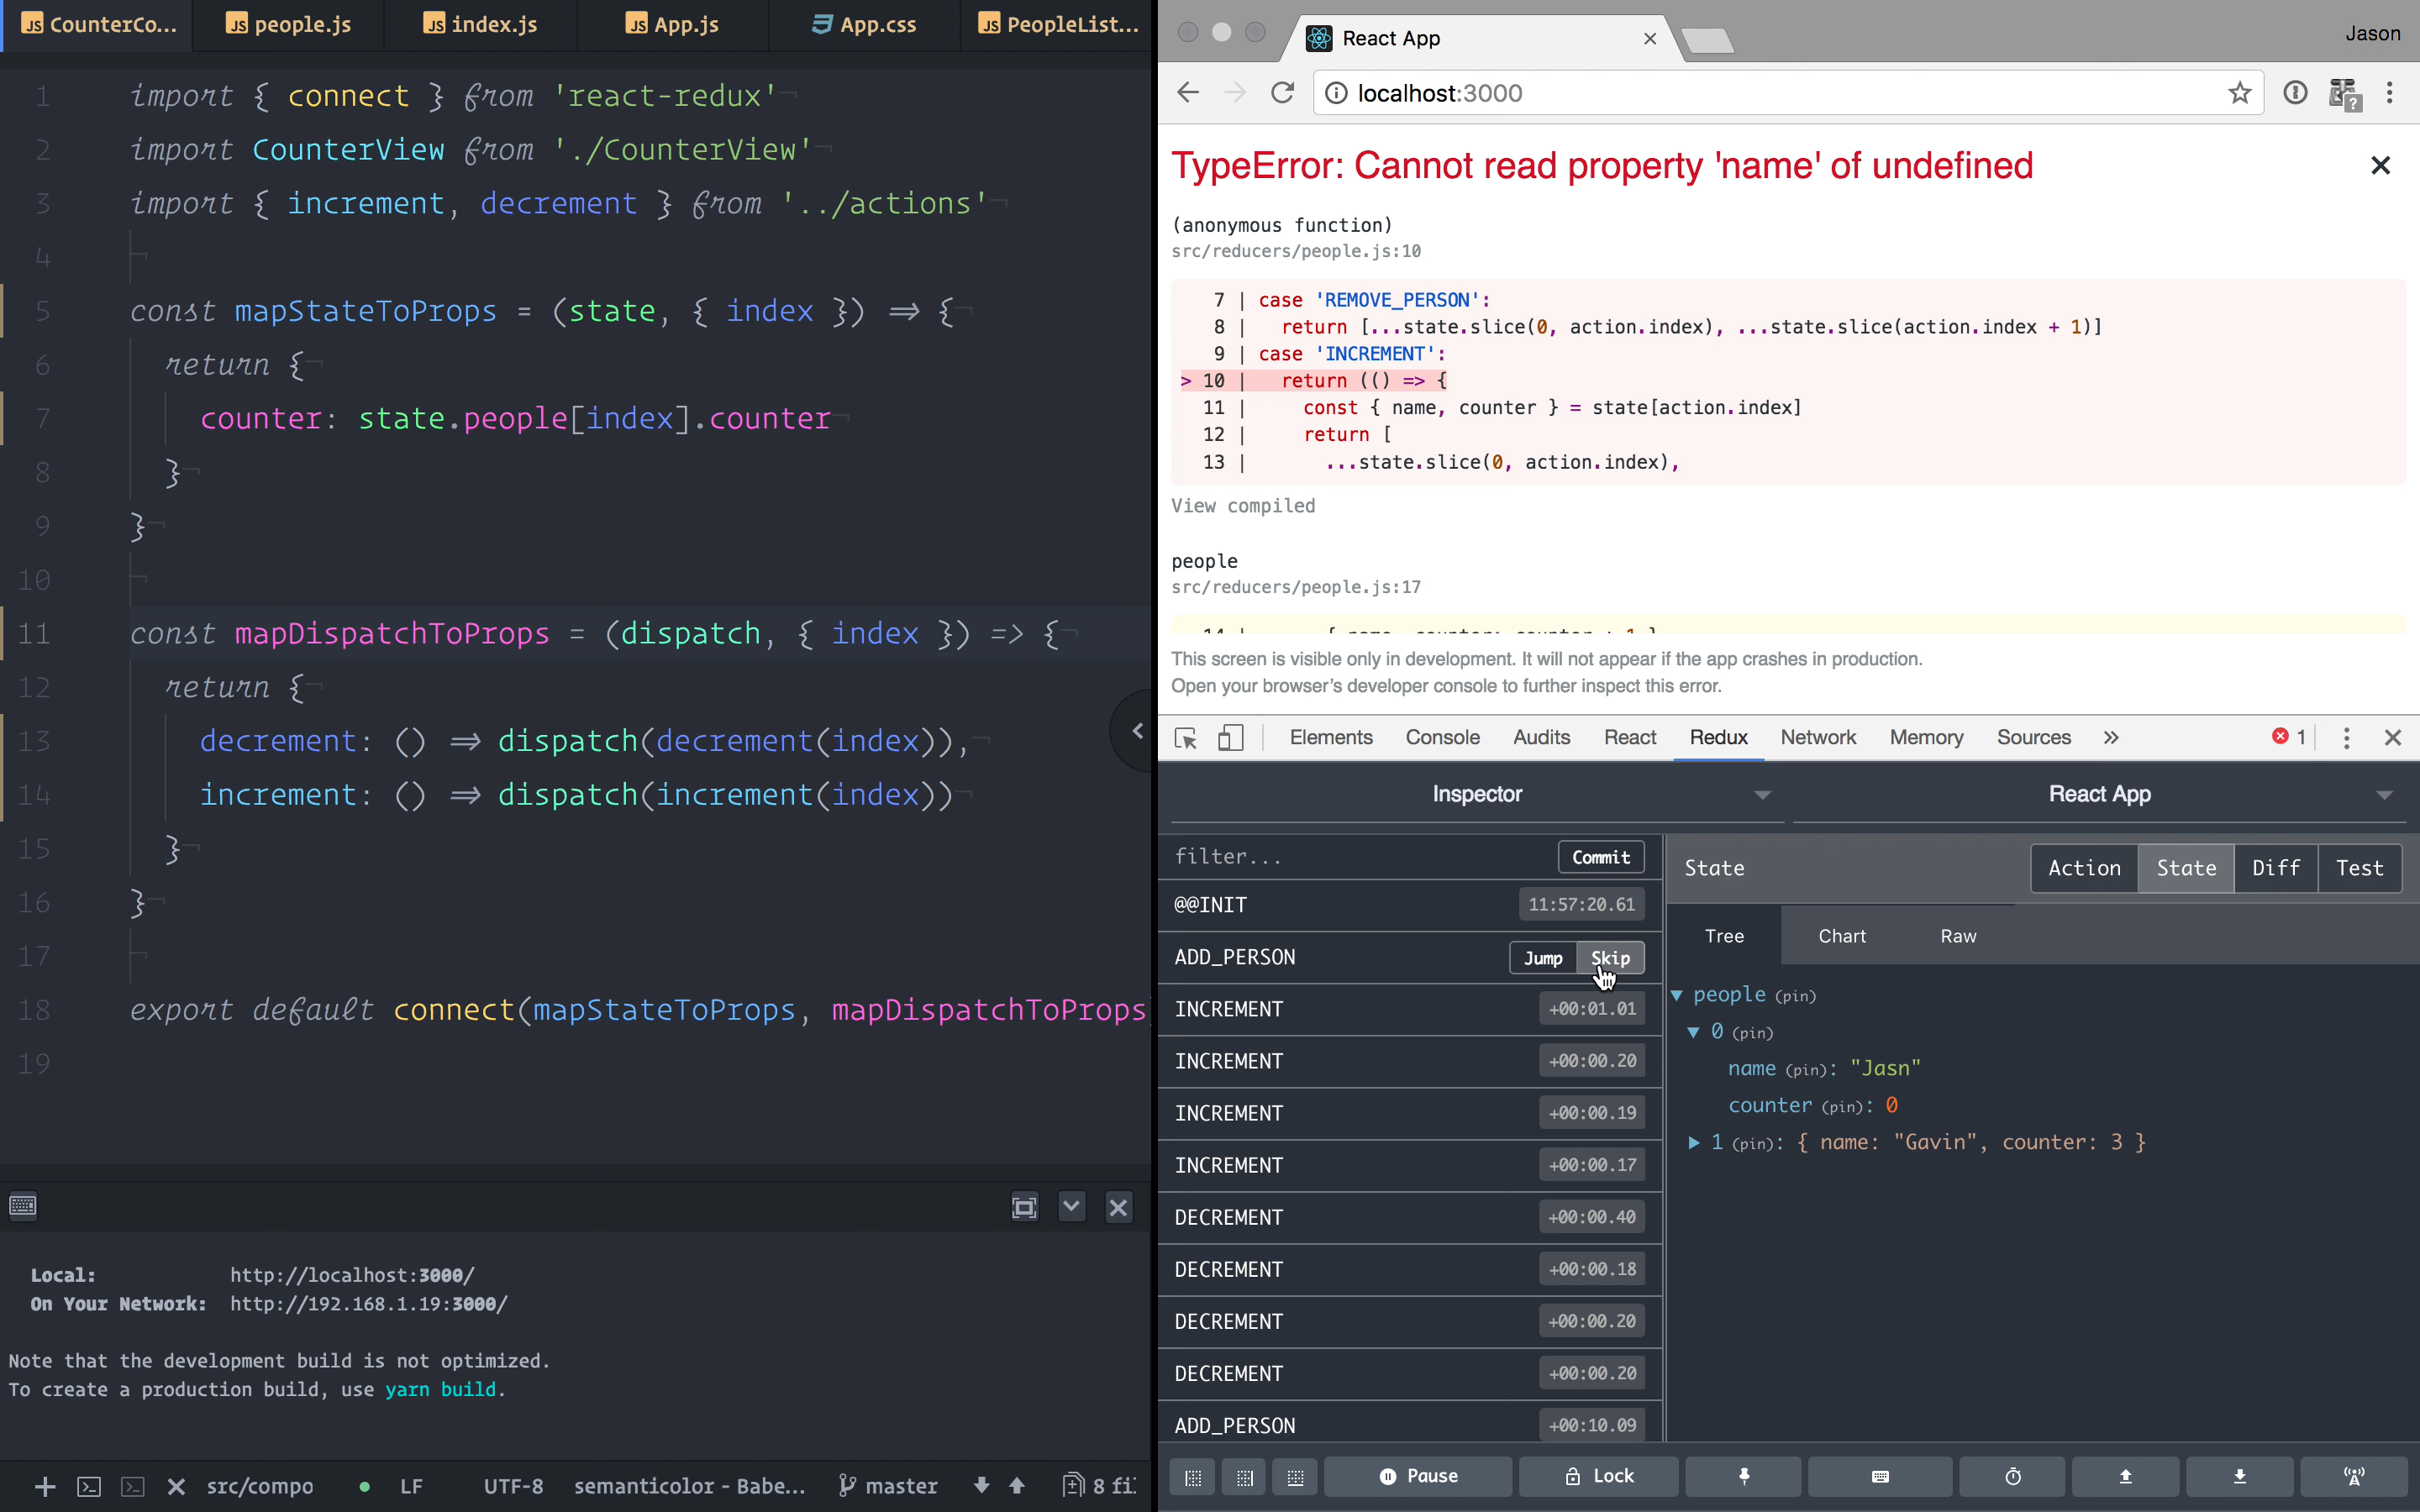 CounterCo...
people.js
index.js
App.js
App.css
PeopleList...
1 import { connect } from 'react-redux'
2 import CounterView from './CounterView'
3 import { increment, decrement } from '../actions'
4
5 const mapStateToProps = (state, { index }) => {
6 return {
7 counter: state.people[index].counter
8 }
9 }
10
11 const mapDispatchToProps = (dispatch, { index }) => {
12 return {
13 decrement: () => dispatch(decrement(index)),
14 increment: () => dispatch(increment(index))
15 }
16 }
17
18 export default connect(mapStateToProps, mapDispatchToProps
19
Local: http://localhost:3000/
On Your Network: http://192.168.1.19:3000/
Note that the development build is not optimized.
To create a production build, use yarn build.
src/compo LF UTF-8 semanticolor - Babe... master 8 fi
React App
Jason
localhost:3000
TypeError: Cannot read property 'name' of undefined
(anonymous function)
src/reducers/people.js:10
7 | case 'REMOVE_PERSON':
8 | return [...state.slice(0, action.index), ...state.slice(action.index + 1)]
9 | case 'INCREMENT':
> 10 | return (() => {
11 | const { name, counter } = state[action.index]
12 | return [
13 | ...state.slice(0, action.index),
View compiled
people
src/reducers/people.js:17
14 | { name, counter: counter + 1 }
This screen is visible only in development. It will not appear if the app crashes in production.
Open your browser's developer console to further inspect this error.
Elements Console Audits React Redux Network Memory Sources » 1
Inspector
React App
filter... Commit
@@INIT 11:57:20.61
ADD_PERSON Jump Skip
INCREMENT +00:01.01
INCREMENT +00:00.20
INCREMENT +00:00.19
INCREMENT +00:00.17
DECREMENT +00:00.40
DECREMENT +00:00.18
DECREMENT +00:00.20
DECREMENT +00:00.20
ADD_PERSON +00:10.09
State Action State Diff Test
Tree Chart Raw
people (pin)
0 (pin)
name (pin): "Jasn"
counter (pin): 0
1 (pin): { name: "Gavin", counter: 3 }
Pause Lock